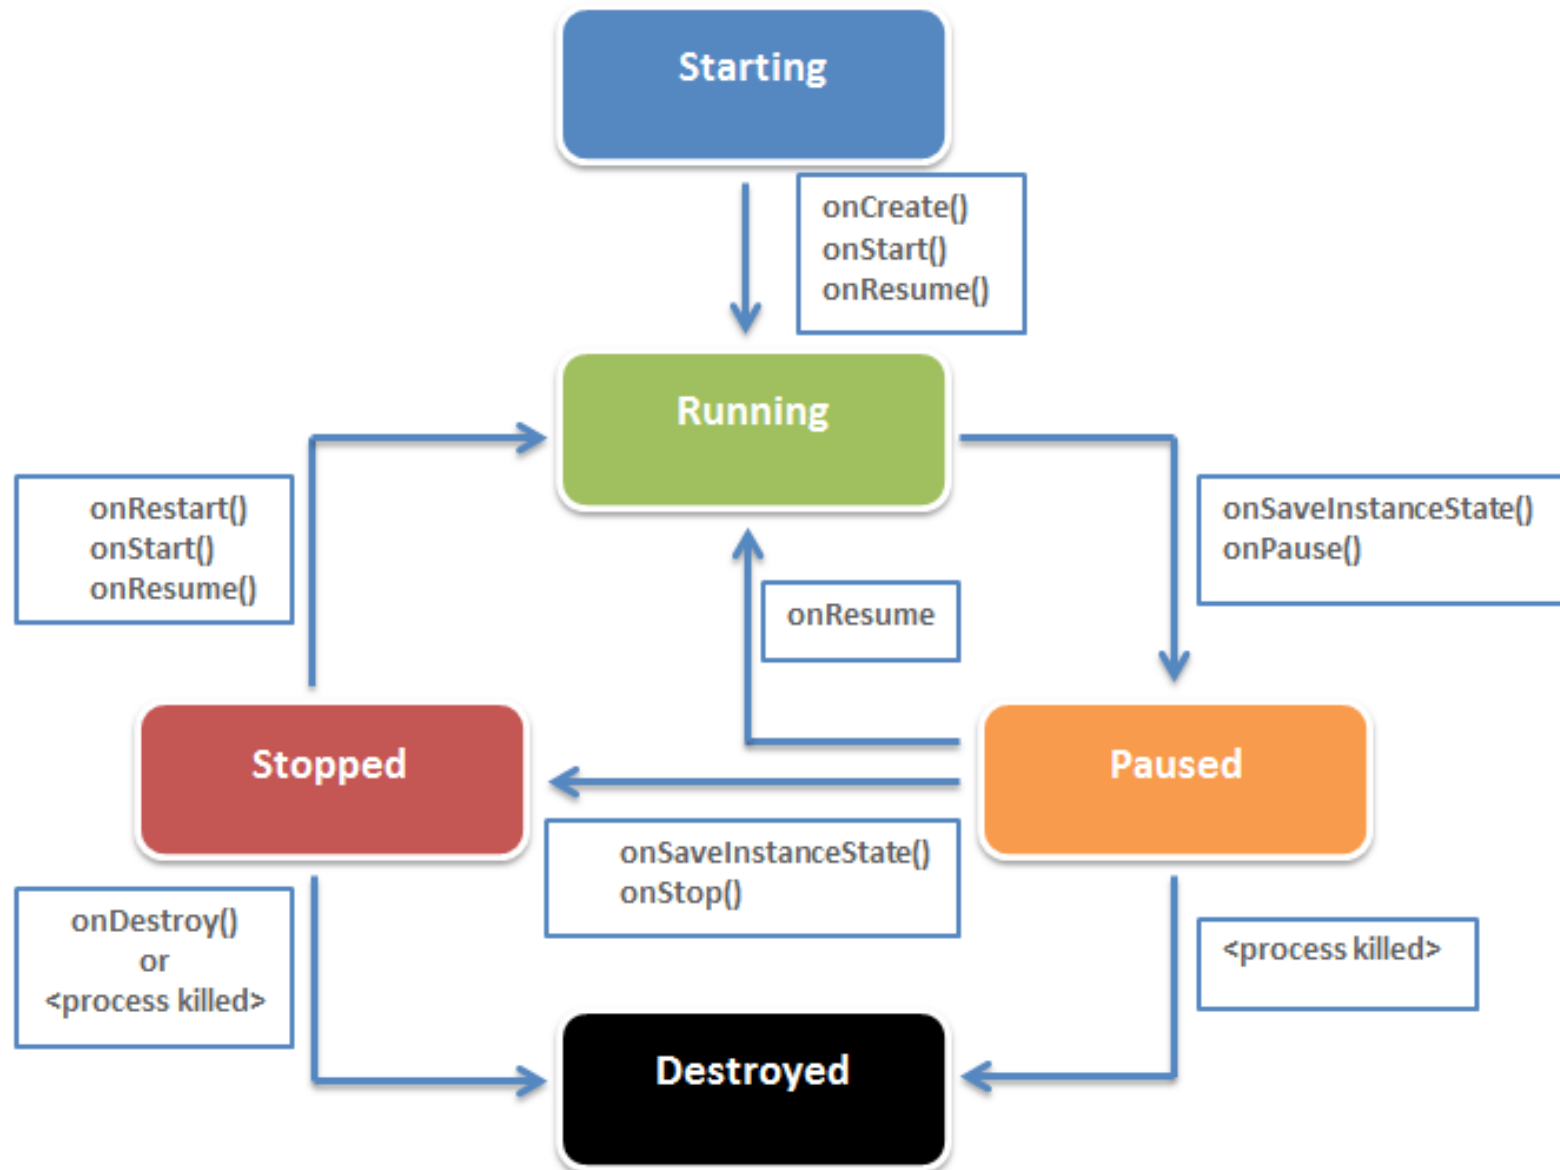 Starting
onCreate()
onStart()
onResume()
Running
onRestart()
onStart()
onResume()
onSaveInstanceState()
onPause()
onResume
Stopped
Paused
onSaveInstanceState()
onStop()
onDestroy()
or
<process killed>
<process killed>
Destroyed